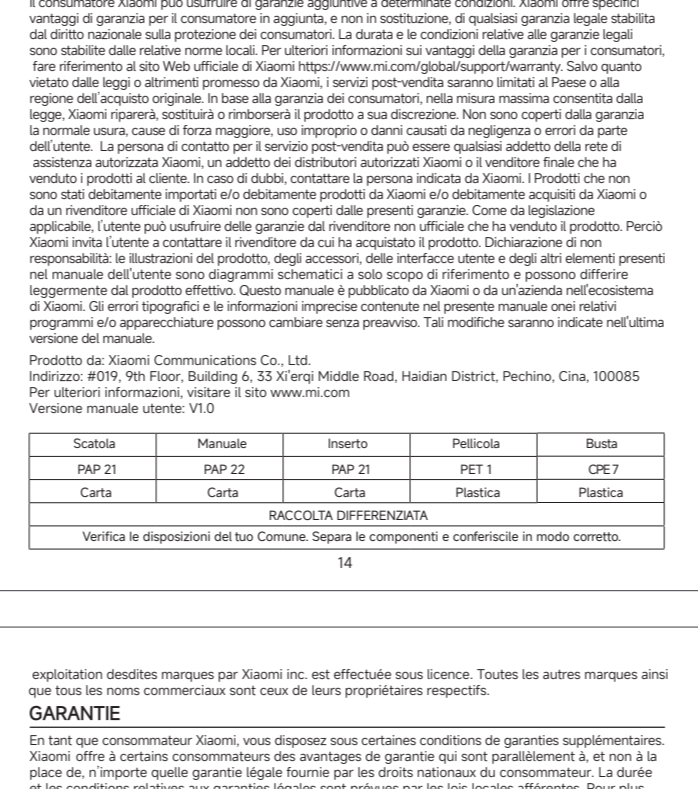 Il consumatore Xiaomi può usufruire di garanzie aggiuntive a determinate condizioni. Xiaomi offre specifici
vantaggi di garanzia per il consumatore in aggiunta, e non in sostituzione, di qualsiasi garanzia legale stabilita
dal diritto nazionale sulla protezione dei consumatori. La durata e le condizioni relative alle garanzie legali
sono stabilite dalle relative norme locali. Per ulteriori informazioni sui vantaggi della garanzia per i consumatori,
fare riferimento al sito Web ufficiale di Xiaomi https://www.mi.com/global/support/warranty. Salvo quanto
vietato dalle leggi o altrimenti promesso da Xiaomi, i servizi post-vendita saranno limitati al Paese o alla
regione dell'acquisto originale. In base alla garanzia dei consumatori, nella misura massima consentita dalla
legge, Xiaomi riparerà, sostituirà o rimborserà il prodotto a sua discrezione. Non sono coperti dalla garanzia
la normale usura, cause di forza maggiore, uso improprio o danni causati da negligenza o errori da parte
dell'utente. La persona di contatto per il servizio post-vendita può essere qualsiasi addetto della rete di
assistenza autorizzata Xiaomi, un addetto dei distributori autorizzati Xiaomi o il venditore finale che ha
venduto i prodotti al cliente. In caso di dubbi, contattare la persona indicata da Xiaomi. I Prodotti che non
sono stati debitamente importati e/o debitamente prodotti da Xiaomi e/o debitamente acquisiti da Xiaomi o
da un rivenditore ufficiale di Xiaomi non sono coperti dalle presenti garanzie. Come da legislazione
applicabile, l'utente può usufruire delle garanzie dal rivenditore non ufficiale che ha venduto il prodotto. Perciò
Xiaomi invita l'utente a contattare il rivenditore da cui ha acquistato il prodotto. Dichiarazione di non
responsabilità: le illustrazioni del prodotto, degli accessori, delle interfacce utente e degli altri elementi presenti
nel manuale dell'utente sono diagrammi schematici a solo scopo di riferimento e possono differire
leggermente dal prodotto effettivo. Questo manuale è pubblicato da Xiaomi o da un'azienda nell'ecosistema
di Xiaomi. Gli errori tipografici e le informazioni imprecise contenute nel presente manuale onei relativi
programmi e/o apparecchiature possono cambiare senza preavviso. Tali modifiche saranno indicate nell'ultima
versione del manuale.
Prodotto da: Xiaomi Communications Co., Ltd.
Indirizzo: #019, 9th Floor, Building 6, 33 Xi'erqi Middle Road, Haidian District, Pechino, Cina, 100085
Per ulteriori informazioni, visitare il sito www.mi.com
Versione manuale utente: V1.0
Scatola Manuale Inserto Pellicola Busta
PAP 21 PAP 22 PAP 21 PET 1 CPE 7
Carta Carta Carta Plastica Plastica
RACCOLTA DIFFERENZIATA
Verifica le disposizioni del tuo Comune. Separa le componenti e conferiscile in modo corretto.
14
exploitation desdites marques par Xiaomi inc. est effectuée sous licence. Toutes les autres marques ainsi
que tous les noms commerciaux sont ceux de leurs propriétaires respectifs.
GARANTIE
En tant que consommateur Xiaomi, vous disposez sous certaines conditions de garanties supplémentaires.
Xiaomi offre à certains consommateurs des avantages de garantie qui sont parallèlement à, et non à la
place de, n'importe quelle garantie légale fournie par les droits nationaux du consommateur. La durée
et les conditions relatives aux garanties légales sont prévues par les lois locales afférentes. Pour plus